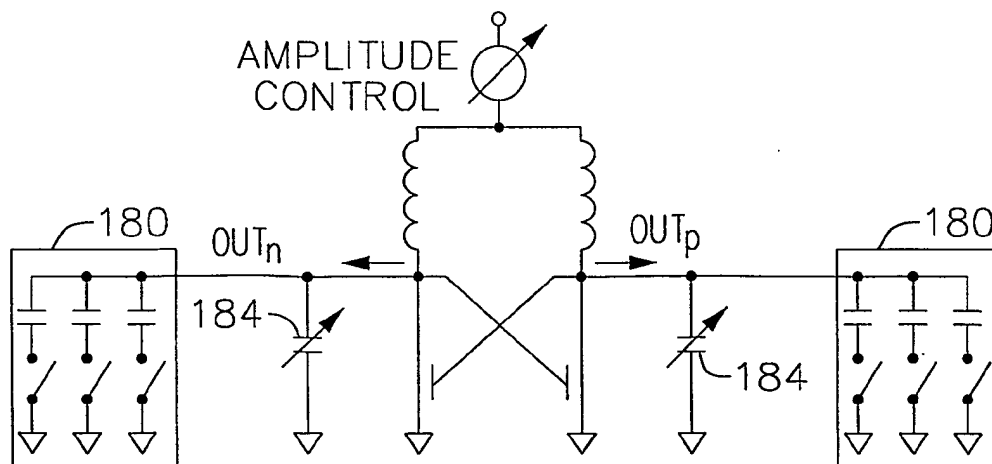 AMPLITUDE
CONTROL
180
OUTn
OUTp
180
184
184